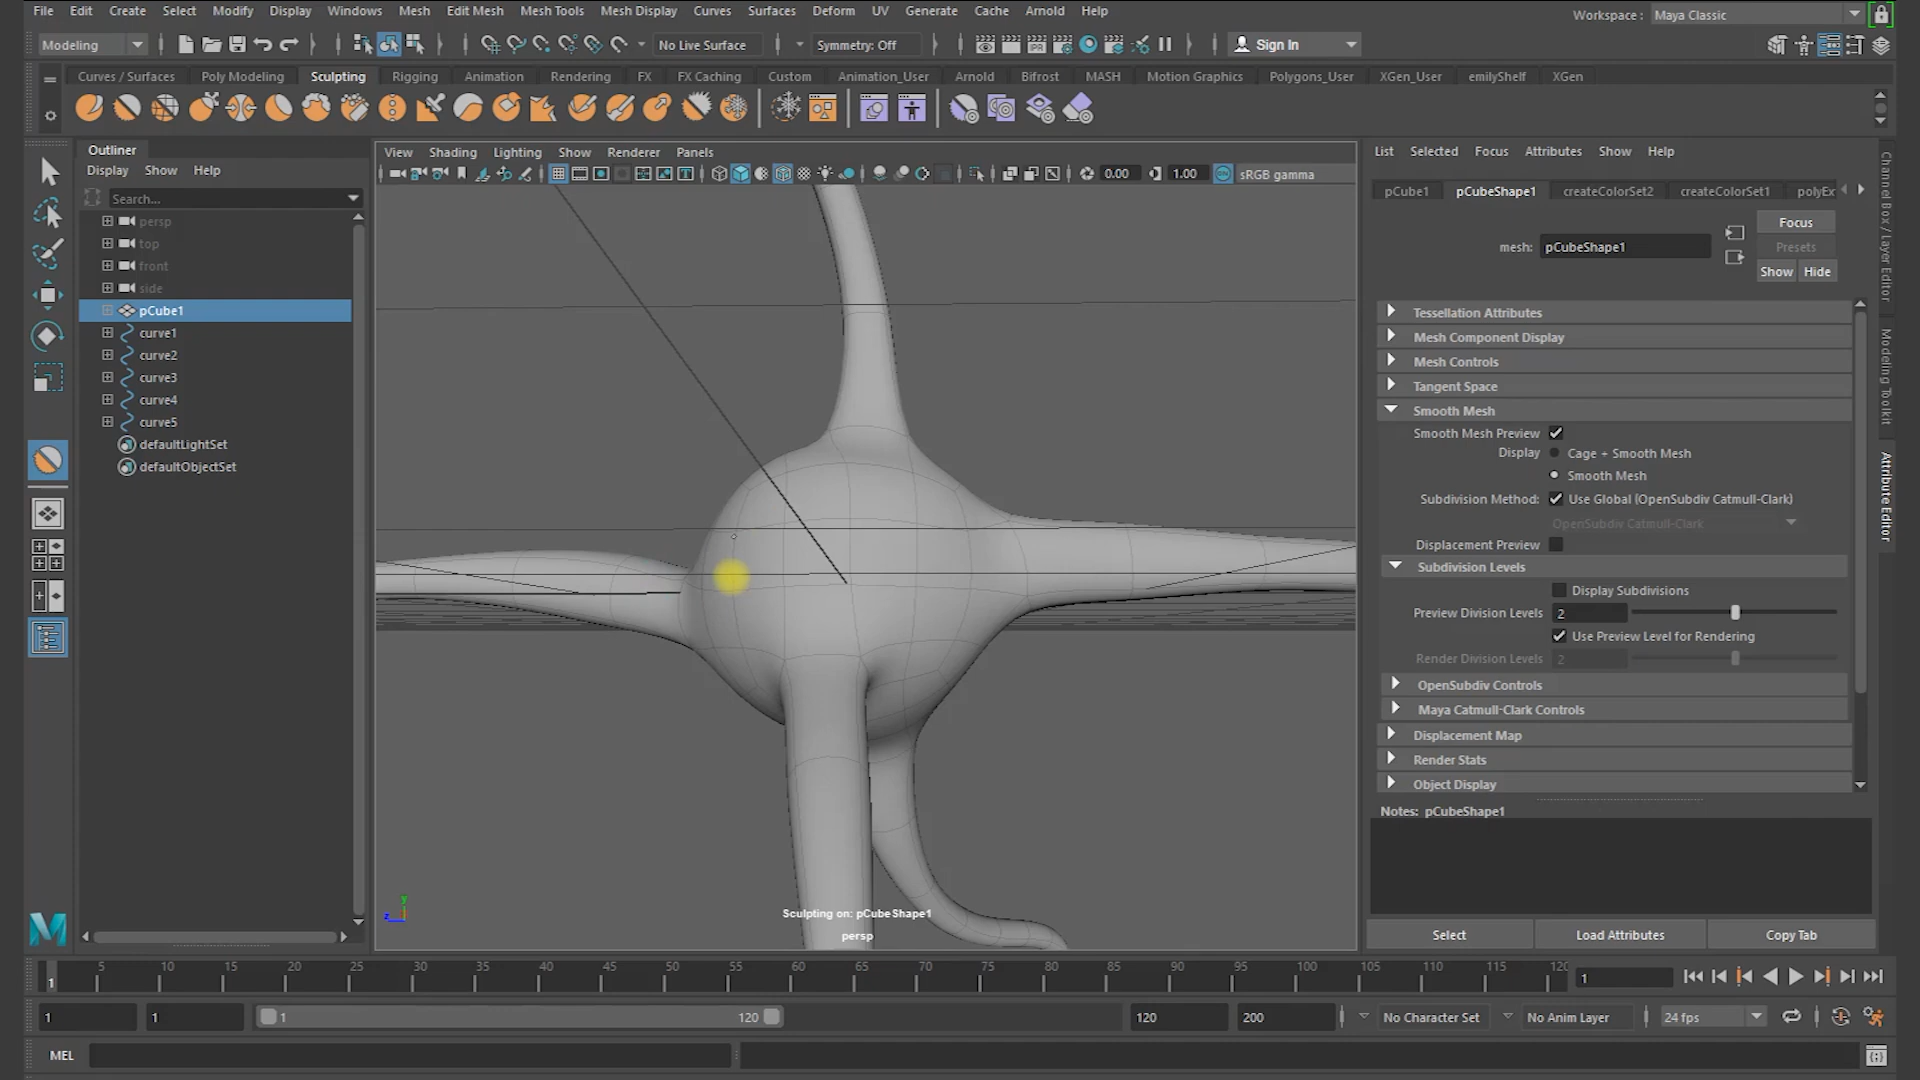 File Edit Create Select Modify Display Windows Mesh Edit Mesh Mesh Tools Mesh Display Curves Surfaces Deform UV Generate Cache Arnold Help Workspace : Maya Classic
Modeling No Live Surface Symmetry: Off IPR Sign In
Curves / Surfaces Poly Modeling Sculpting Rigging Animation Rendering FX FX Caching Custom Animation_User Arnold Bifrost MASH Motion Graphics Polygons_User XGen_User emilyShelf XGen
Outliner
Display Show Help
Search...
persp
top
front
side
pCube1
curve1
curve2
curve3
curve4
curve5
defaultLightSet
defaultObjectSet
View Shading Lighting Show Renderer Panels
0.00 1.00 sRGB gamma
Sculpting on: pCubeShape1
persp
y
z
List Selected Focus Attributes Show Help
pCube1 pCubeShape1 createColorSet2 createColorSet1 polyEx
mesh: pCubeShape1
Focus
Presets
Show Hide
Tessellation Attributes
Mesh Component Display
Mesh Controls
Tangent Space
Smooth Mesh
Smooth Mesh Preview
Display Cage + Smooth Mesh
Smooth Mesh
Subdivision Method: Use Global (OpenSubdiv Catmull-Clark)
OpenSubdiv Catmull-Clark
Displacement Preview
Subdivision Levels
Display Subdivisions
Preview Division Levels 2
Use Preview Level for Rendering
Render Division Levels 2
OpenSubdiv Controls
Maya Catmull-Clark Controls
Displacement Map
Render Stats
Object Display
Notes: pCubeShape1
Select Load Attributes Copy Tab
Channel Box / Layer Editor
Modeling Toolkit
Attribute Editor
1 5 10 15 20 25 30 35 40 45 50 55 60 65 70 75 80 85 90 95 100 105 110 115 120 1
1 1 1 120 120 200 No Character Set No Anim Layer 24 fps
MEL